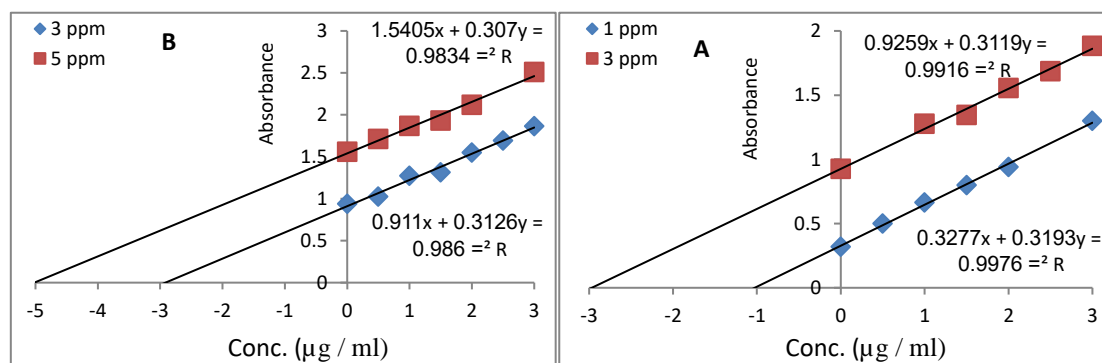 3 ppm
5 ppm
B
1.5405x + 0.307y =
0.9834 =² R
Absorbance
3
2.5
2
1.5
1
0.5
0
0.911x + 0.3126y =
0.986 =² R
-5 -4 -3 -2 -1 0 1 2 3
Conc. (µg / ml)
1 ppm
3 ppm
A
0.9259x + 0.3119y =
0.9916 =² R
Absorbance
2
1.5
1
0.5
0
0.3277x + 0.3193y =
0.9976 =² R
-3 -2 -1 0 1 2 3
Conc. (µg / ml)